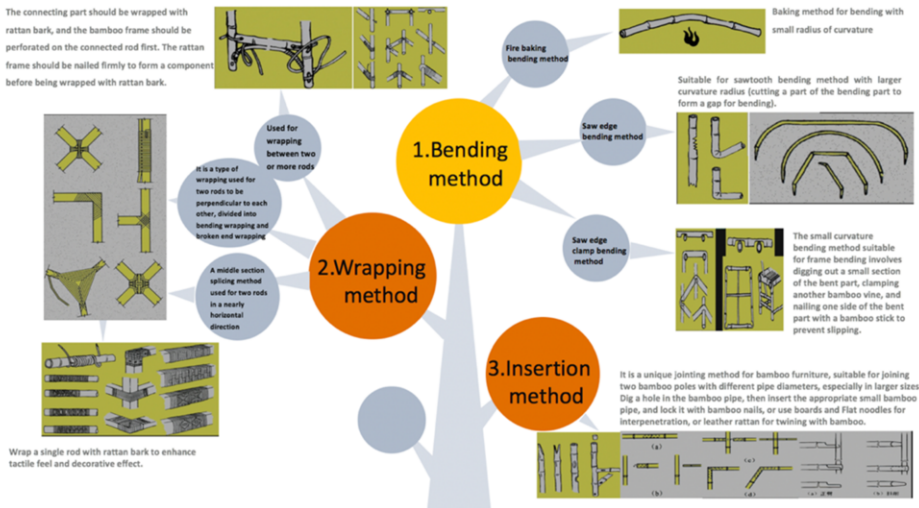 The connecting part should be wrapped with
rattan bark, and the bamboo frame should be
perforated on the connected rod first. The rattan
frame should be nailed firmly to form a component
before being wrapped with rattan bark.
Used for
wrapping
between two
or more rods
It is a type of
wrapping used for
two rods to be
perpendicular to each
other, divided into
bending wrapping and
broken end wrapping
A middle section
splicing method
used for two rods
in a nearly
horizontal
direction
2.Wrapping
method
Wrap a single rod with rattan bark to enhance
tactile feel and decorative effect.
1.Bending
method
Fire baking
bending method
Baking method for bending with
small radius of curvature
Saw edge
bending method
Suitable for sawtooth bending method with larger
curvature radius (cutting a part of the bending part to
form a gap for bending).
Saw edge
clamp bending
method
The small curvature
bending method suitable
for frame bending involves
digging out a small section
of the bent part, clamping
another bamboo vine, and
nailing one side of the bent
part with a bamboo stick to
prevent slipping.
3.Insertion
method
It is a unique jointing method for bamboo furniture, suitable for joining
two bamboo poles with different pipe diameters, especially in larger sizes
Dig a hole in the bamboo pipe, then insert the appropriate small bamboo
pipe, and lock it with bamboo nails, or use boards and Flat noodles for
interpenetration, or leather rattan for twining with bamboo.
(a)
(c)
(b)
(d)